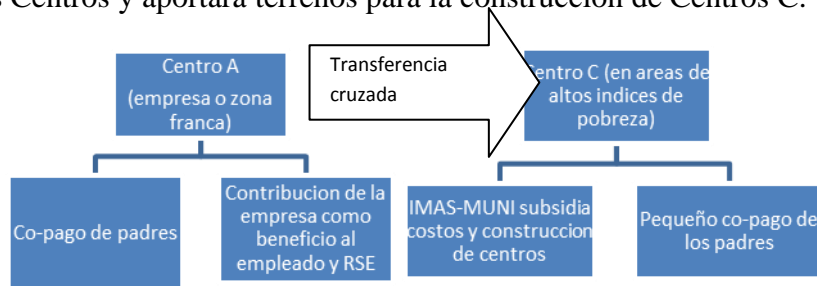 s Centros y aportará terrenos para la construcción de Centros C.
Centro A
(empresa o zona
franca)
Transferencia
cruzada
Centro C (en areas de
altos indices de
pobreza)
Co-pago de padres
Contribucion de la
empresa como
beneficio al
empleado y RSE
IMAS-MUNI subsidia
costos y construccion
de centros
Pequeño co-pago de
los padres